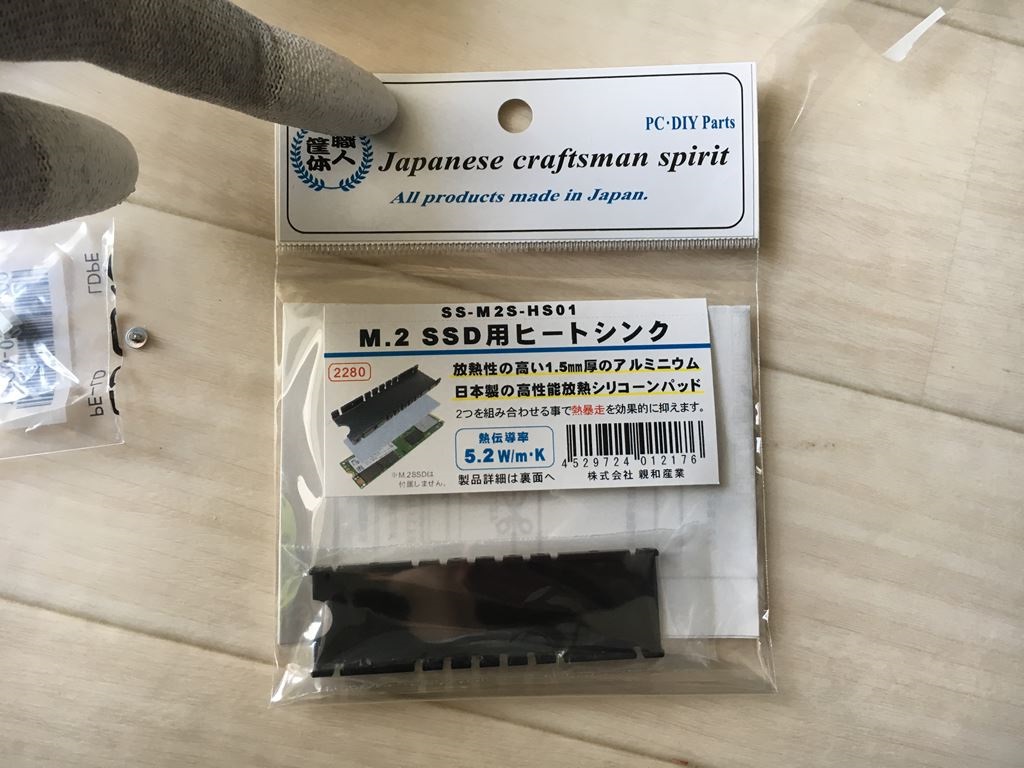 PC・DIY Parts
職人
筐体
Japanese craftsman spirit
All products made in Japan.
SS-M2S-HS01
M.2 SSD用ヒートシンク
2280
放熱性の高い1.5㎜厚のアルミニウム
日本製の高性能放熱シリコーンパッド
2つを組み合わせる事で熱暴走を効果的に抑えます。
熱伝導率
5.2W/m・K
※M.2SSDは
付属しません。
製品詳細は裏面へ
4529724 012176
株式会社 親和産業
LDPE
PE-LD